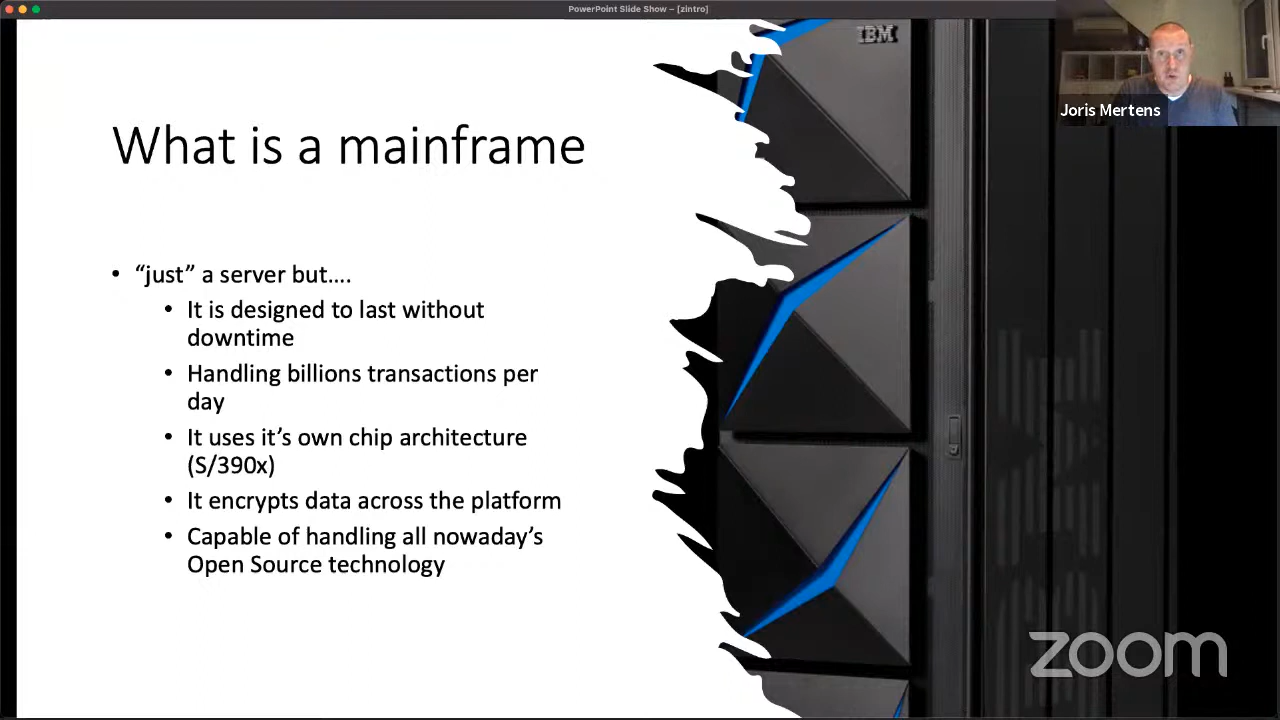 PowerPoint Slide Show – [zintro]
IBM
Joris Mertens
What is a mainframe
• “just” a server but....
• It is designed to last without
downtime
• Handling billions transactions per
day
• It uses it’s own chip architecture
(S/390x)
• It encrypts data across the platform
• Capable of handling all nowaday’s
Open Source technology
zoom